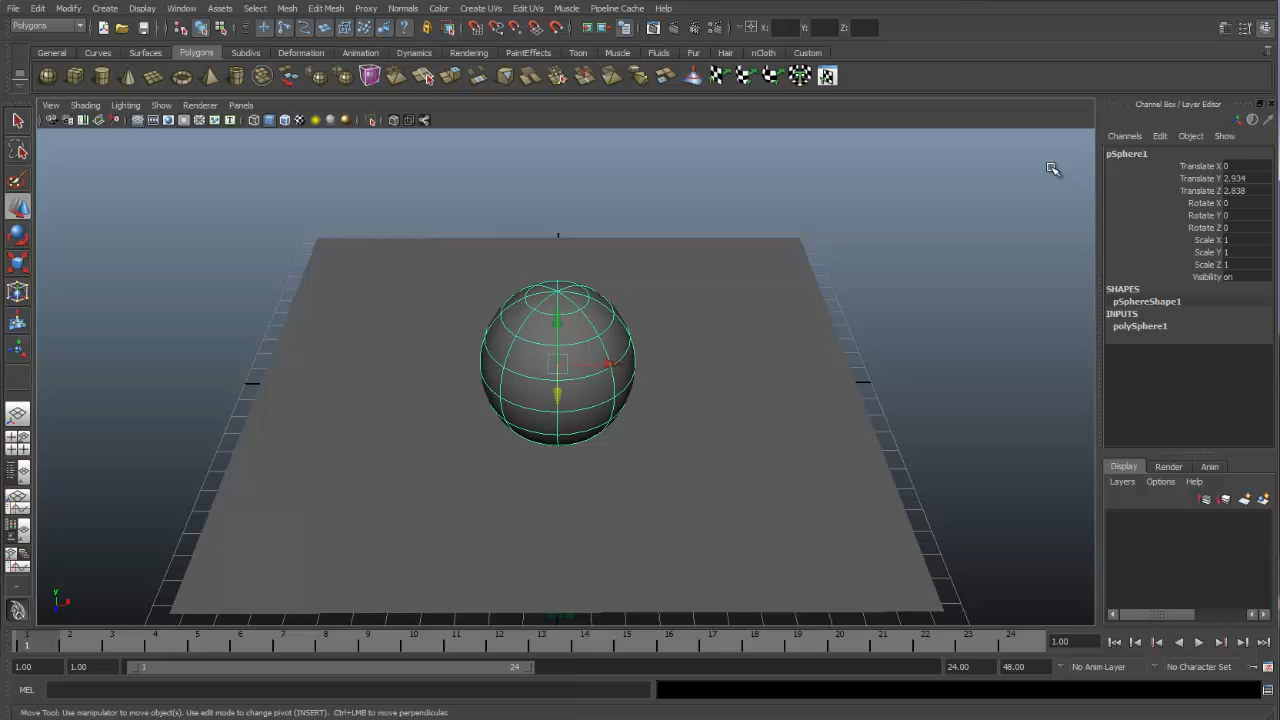 File Edit Modify Create Display Window Assets Select Mesh Edit Mesh Proxy Normals Color Create UVs Edit UVs Muscle Pipeline Cache Help
Polygons X: Y: Z:
General Curves Surfaces Polygons Subdivs Deformation Animation Dynamics Rendering PaintEffects Toon Muscle Fluids Fur Hair nCloth Custom
View Shading Lighting Show Renderer Panels
Channel Box / Layer Editor
Channels Edit Object Show
pSphere1
Translate X 0
Translate Y 2.934
Translate Z 2.838
Rotate X 0
Rotate Y 0
Rotate Z 0
Scale X 1
Scale Y 1
Scale Z 1
Visibility on
SHAPES
pSphereShape1
INPUTS
polySphere1
Display Render Anim
Layers Options Help
y
x
1 2 3 4 5 6 7 8 9 10 11 12 13 14 15 16 17 18 19 20 21 22 23 24
1 1.00
1.00 1.00 1 24 24.00 48.00 No Anim Layer No Character Set
MEL
Move Tool: Use manipulator to move object(s). Use edit mode to change pivot (INSERT). Ctrl+LMB to move perpendicular.